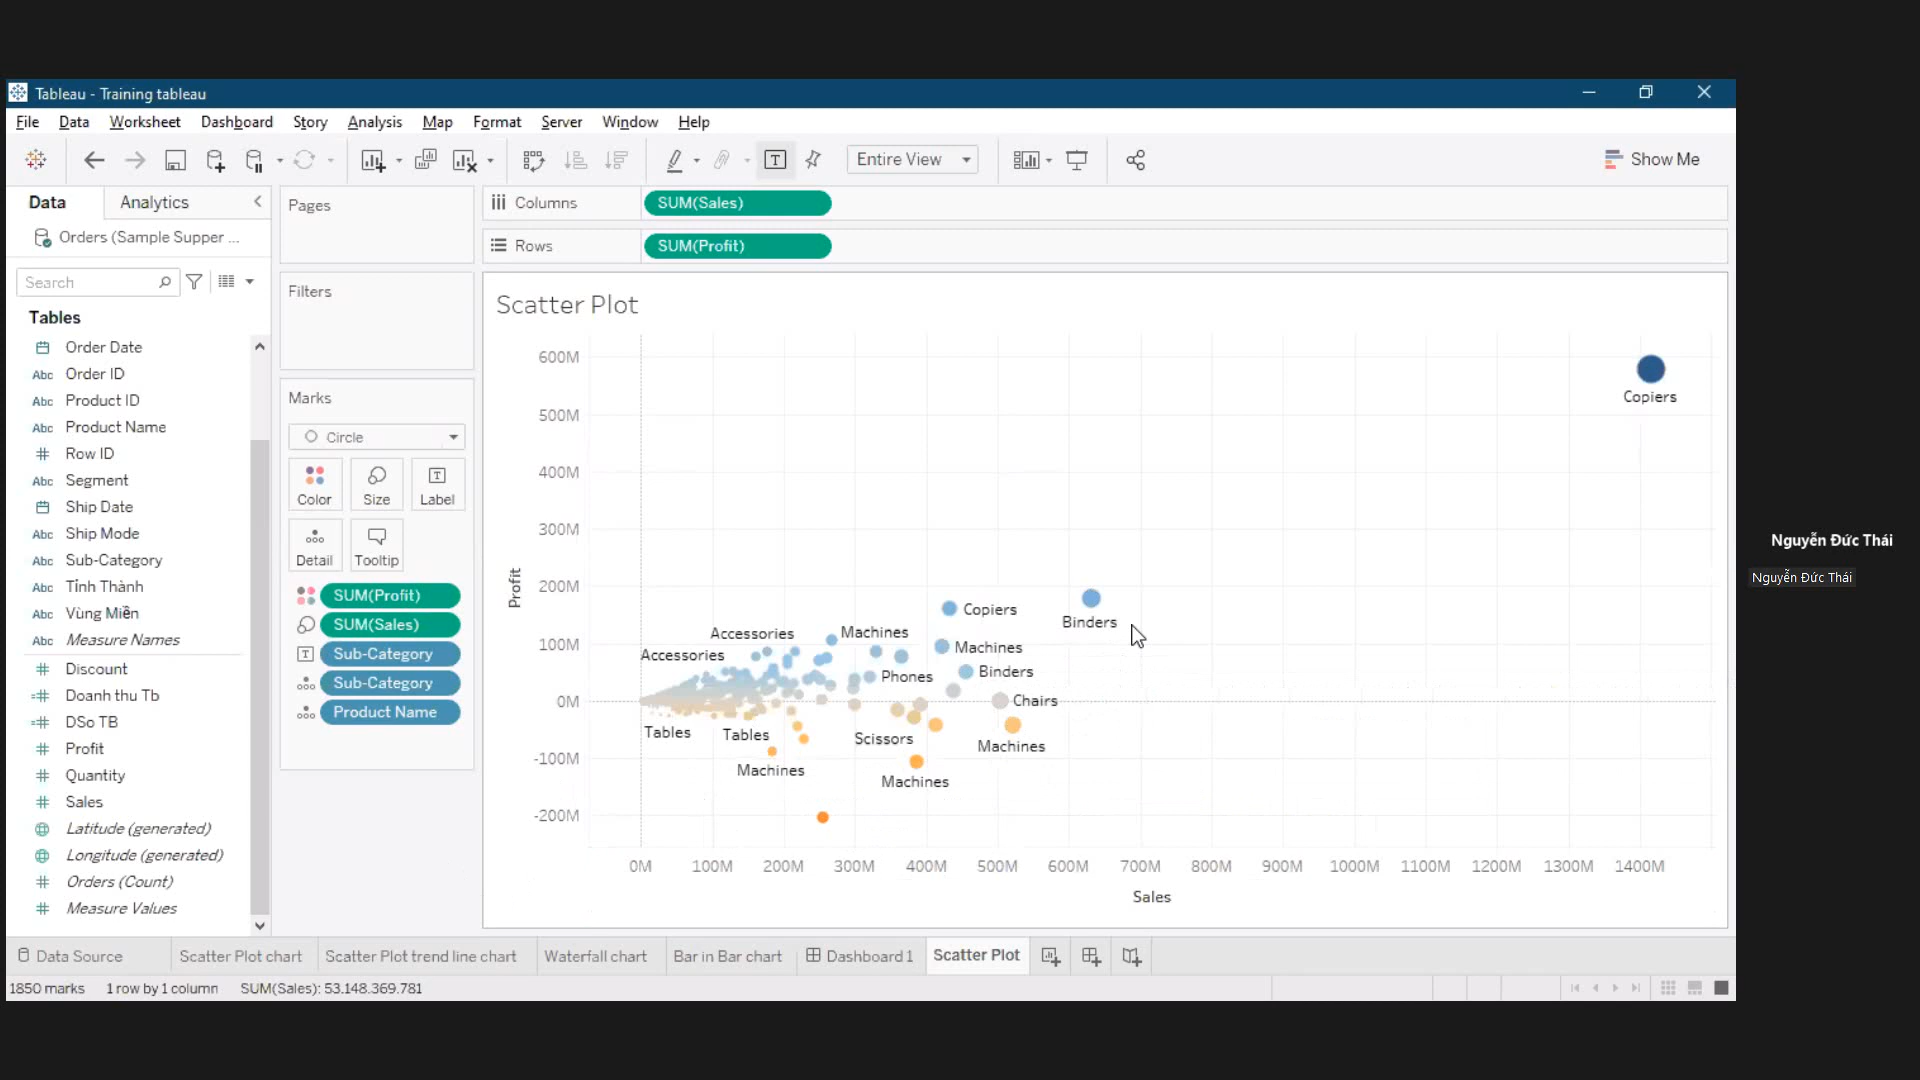 Tableau - Training tableau
File Data Worksheet Dashboard Story Analysis Map Format Server Window Help
Entire View
Show Me
Data Analytics
Orders (Sample Supper ...
Search
Tables
Order Date
Abc Order ID
Abc Product ID
Abc Product Name
# Row ID
Abc Segment
Ship Date
Abc Ship Mode
Abc Sub-Category
Abc Tỉnh Thành
Abc Vùng Miền
Abc Measure Names
# Discount
=# Doanh thu Tb
=# DSo TB
# Profit
# Quantity
# Sales
Latitude (generated)
Longitude (generated)
# Orders (Count)
# Measure Values
Pages
Filters
Marks
Circle
Color Size Label
Detail Tooltip
SUM(Profit)
SUM(Sales)
Sub-Category
Sub-Category
Product Name
Columns SUM(Sales)
Rows SUM(Profit)
Scatter Plot
600M
500M
400M
300M
200M
100M
0M
-100M
-200M
Profit
Copiers
Copiers
Binders
Accessories
Machines
Accessories
Machines
Phones
Binders
Chairs
Tables
Tables
Scissors
Machines
Machines
Machines
0M 100M 200M 300M 400M 500M 600M 700M 800M 900M 1000M 1100M 1200M 1300M 1400M
Sales
Data Source Scatter Plot chart Scatter Plot trend line chart Waterfall chart Bar in Bar chart Dashboard 1 Scatter Plot
1850 marks 1 row by 1 column SUM(Sales): 53.148.369.781
Nguyễn Đức Thái
Nguyễn Đức Thái